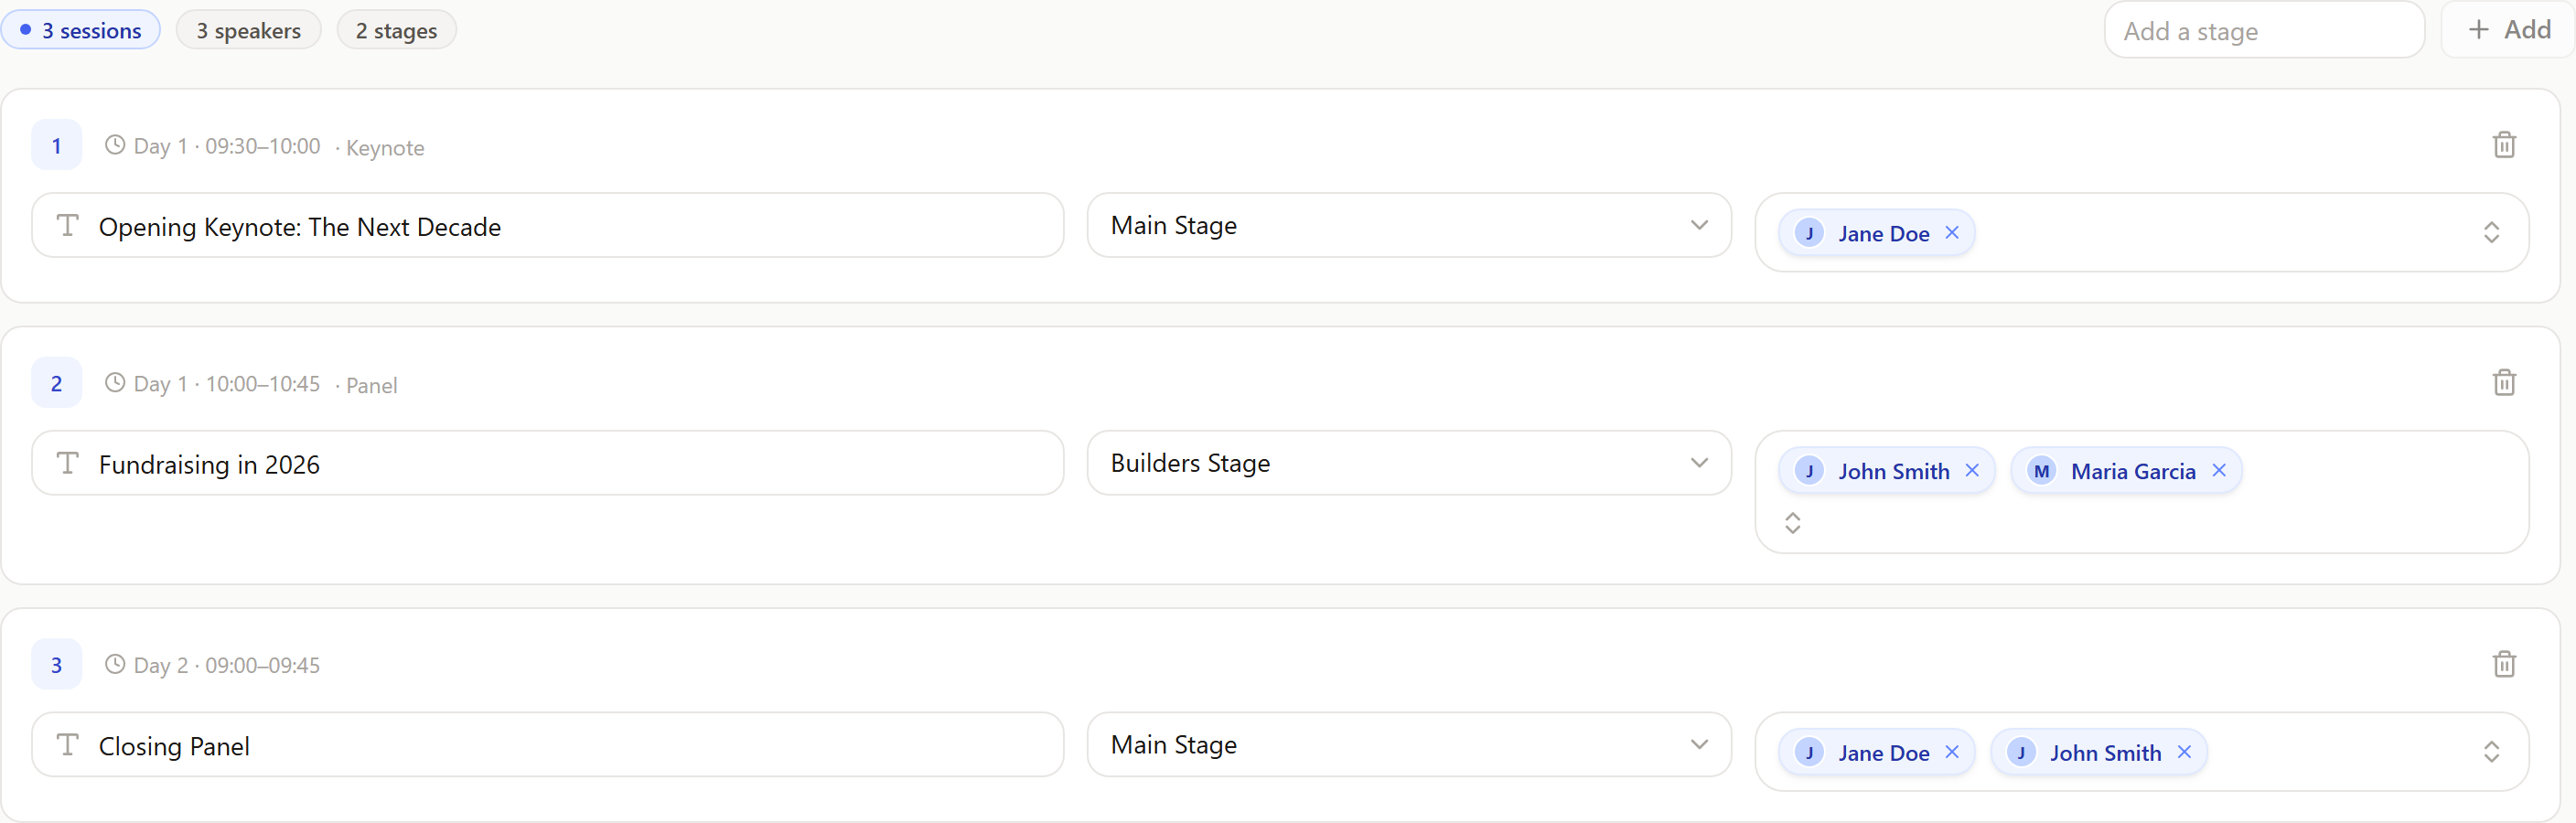 3 sessions 3 speakers 2 stages Add a stage + Add
1 Day 1 · 09:30–10:00 · Keynote
Opening Keynote: The Next Decade Main Stage J Jane Doe ×
2 Day 1 · 10:00–10:45 · Panel
Fundraising in 2026 Builders Stage J John Smith × M Maria Garcia ×
3 Day 2 · 09:00–09:45
Closing Panel Main Stage J Jane Doe × J John Smith ×